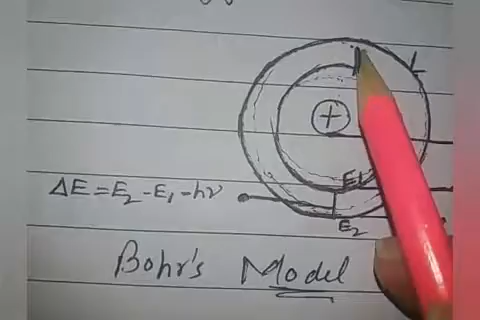 +
E1
ΔE = E2 - E1 - hν
E2
Bohr's Model